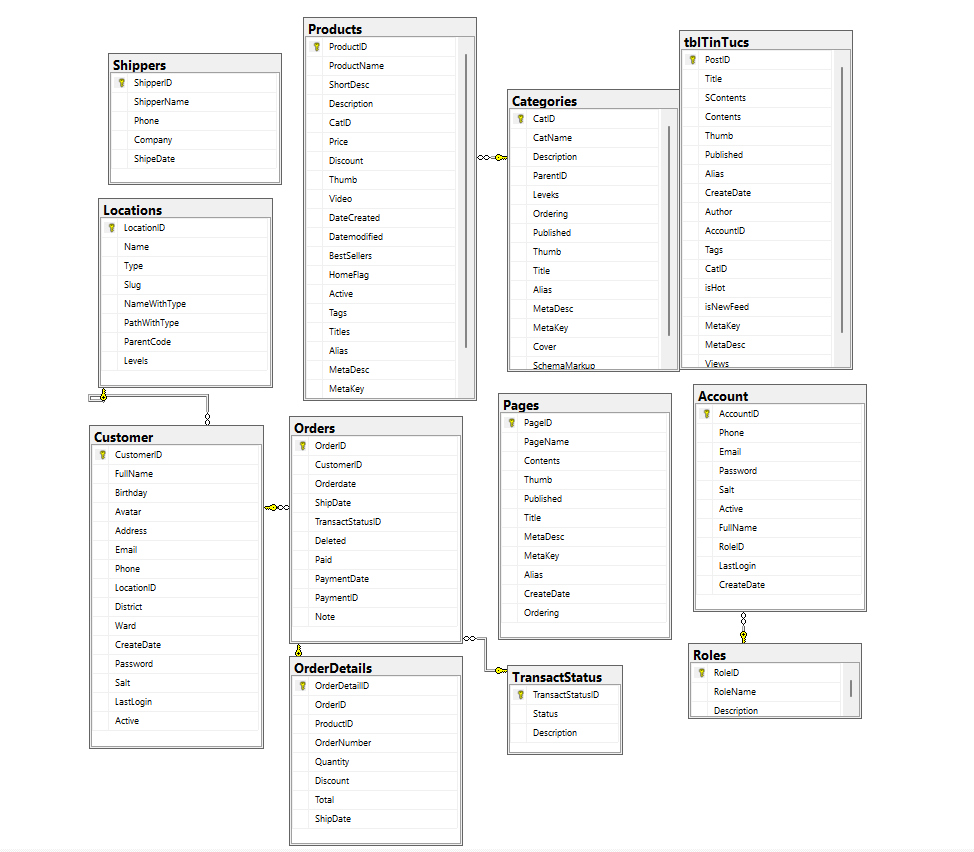 Shippers
ShipperID
ShipperName
Phone
Company
ShipeDate
Locations
LocationID
Name
Type
Slug
NameWithType
PathWithType
ParentCode
Levels
Customer
CustomerID
FullName
Birthday
Avatar
Address
Email
Phone
LocationID
District
Ward
CreateDate
Password
Salt
LastLogin
Active
Products
ProductID
ProductName
ShortDesc
Description
CatID
Price
Discount
Thumb
Video
DateCreated
Datemodified
BestSellers
HomeFlag
Active
Tags
Titles
Alias
MetaDesc
MetaKey
Orders
OrderID
CustomerID
Orderdate
ShipDate
TransactStatusID
Deleted
Paid
PaymentDate
PaymentID
Note
OrderDetails
OrderDetailID
OrderID
ProductID
OrderNumber
Quantity
Discount
Total
ShipDate
Categories
CatID
CatName
Description
ParentID
Leveks
Ordering
Published
Thumb
Title
Alias
MetaDesc
MetaKey
Cover
SchemaMarkup
Pages
PageID
PageName
Contents
Thumb
Published
Title
MetaDesc
MetaKey
Alias
CreateDate
Ordering
TransactStatus
TransactStatusID
Status
Description
tblTinTucs
PostID
Title
SContents
Contents
Thumb
Published
Alias
CreateDate
Author
AccountID
Tags
CatID
isHot
isNewFeed
MetaKey
MetaDesc
Views
Account
AccountID
Phone
Email
Password
Salt
Active
FullName
RoleID
LastLogin
CreateDate
Roles
RoleID
RoleName
Description